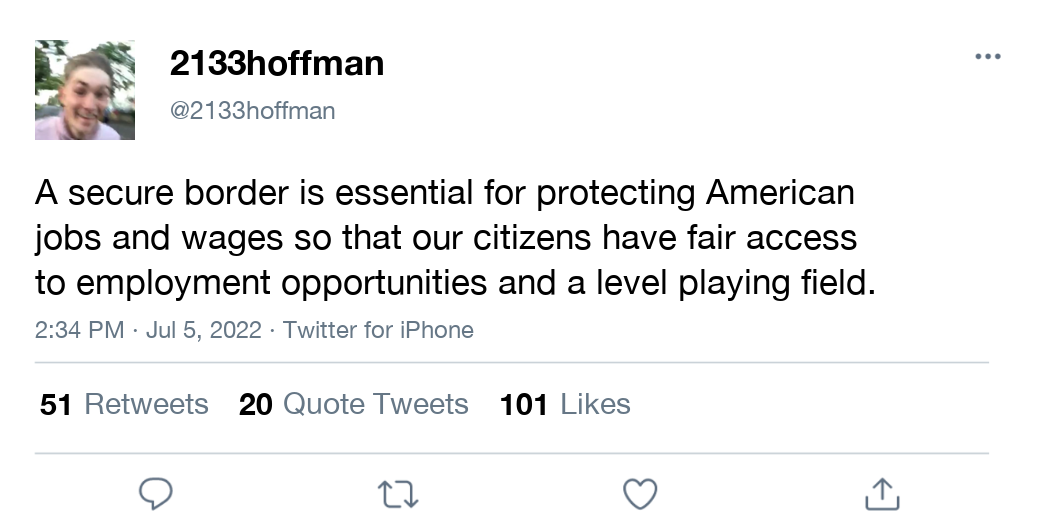 2133hoffman
@2133hoffman
A secure border is essential for protecting American
jobs and wages so that our citizens have fair access
to employment opportunities and a level playing field.
2:34 PM · Jul 5, 2022 · Twitter for iPhone
51 Retweets 20 Quote Tweets 101 Likes